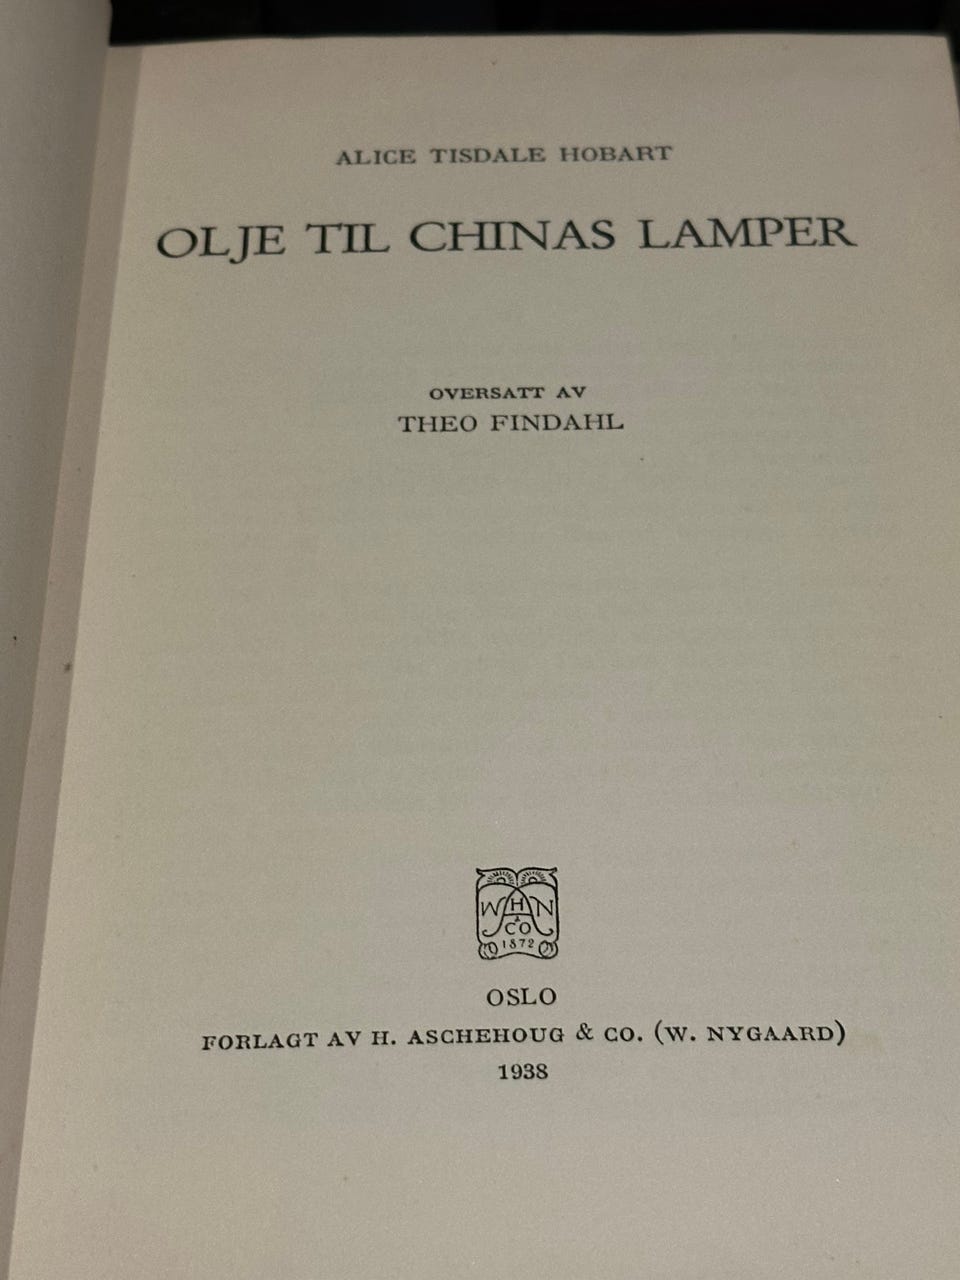 ALICE TISDALE HOBART
OLJE TIL CHINAS LAMPER
OVERSATT AV
THEO FINDAHL
W H N
A
& CO
1872
OSLO
FORLAGT AV H. ASCHEHOUG & CO. (W. NYGAARD)
1938